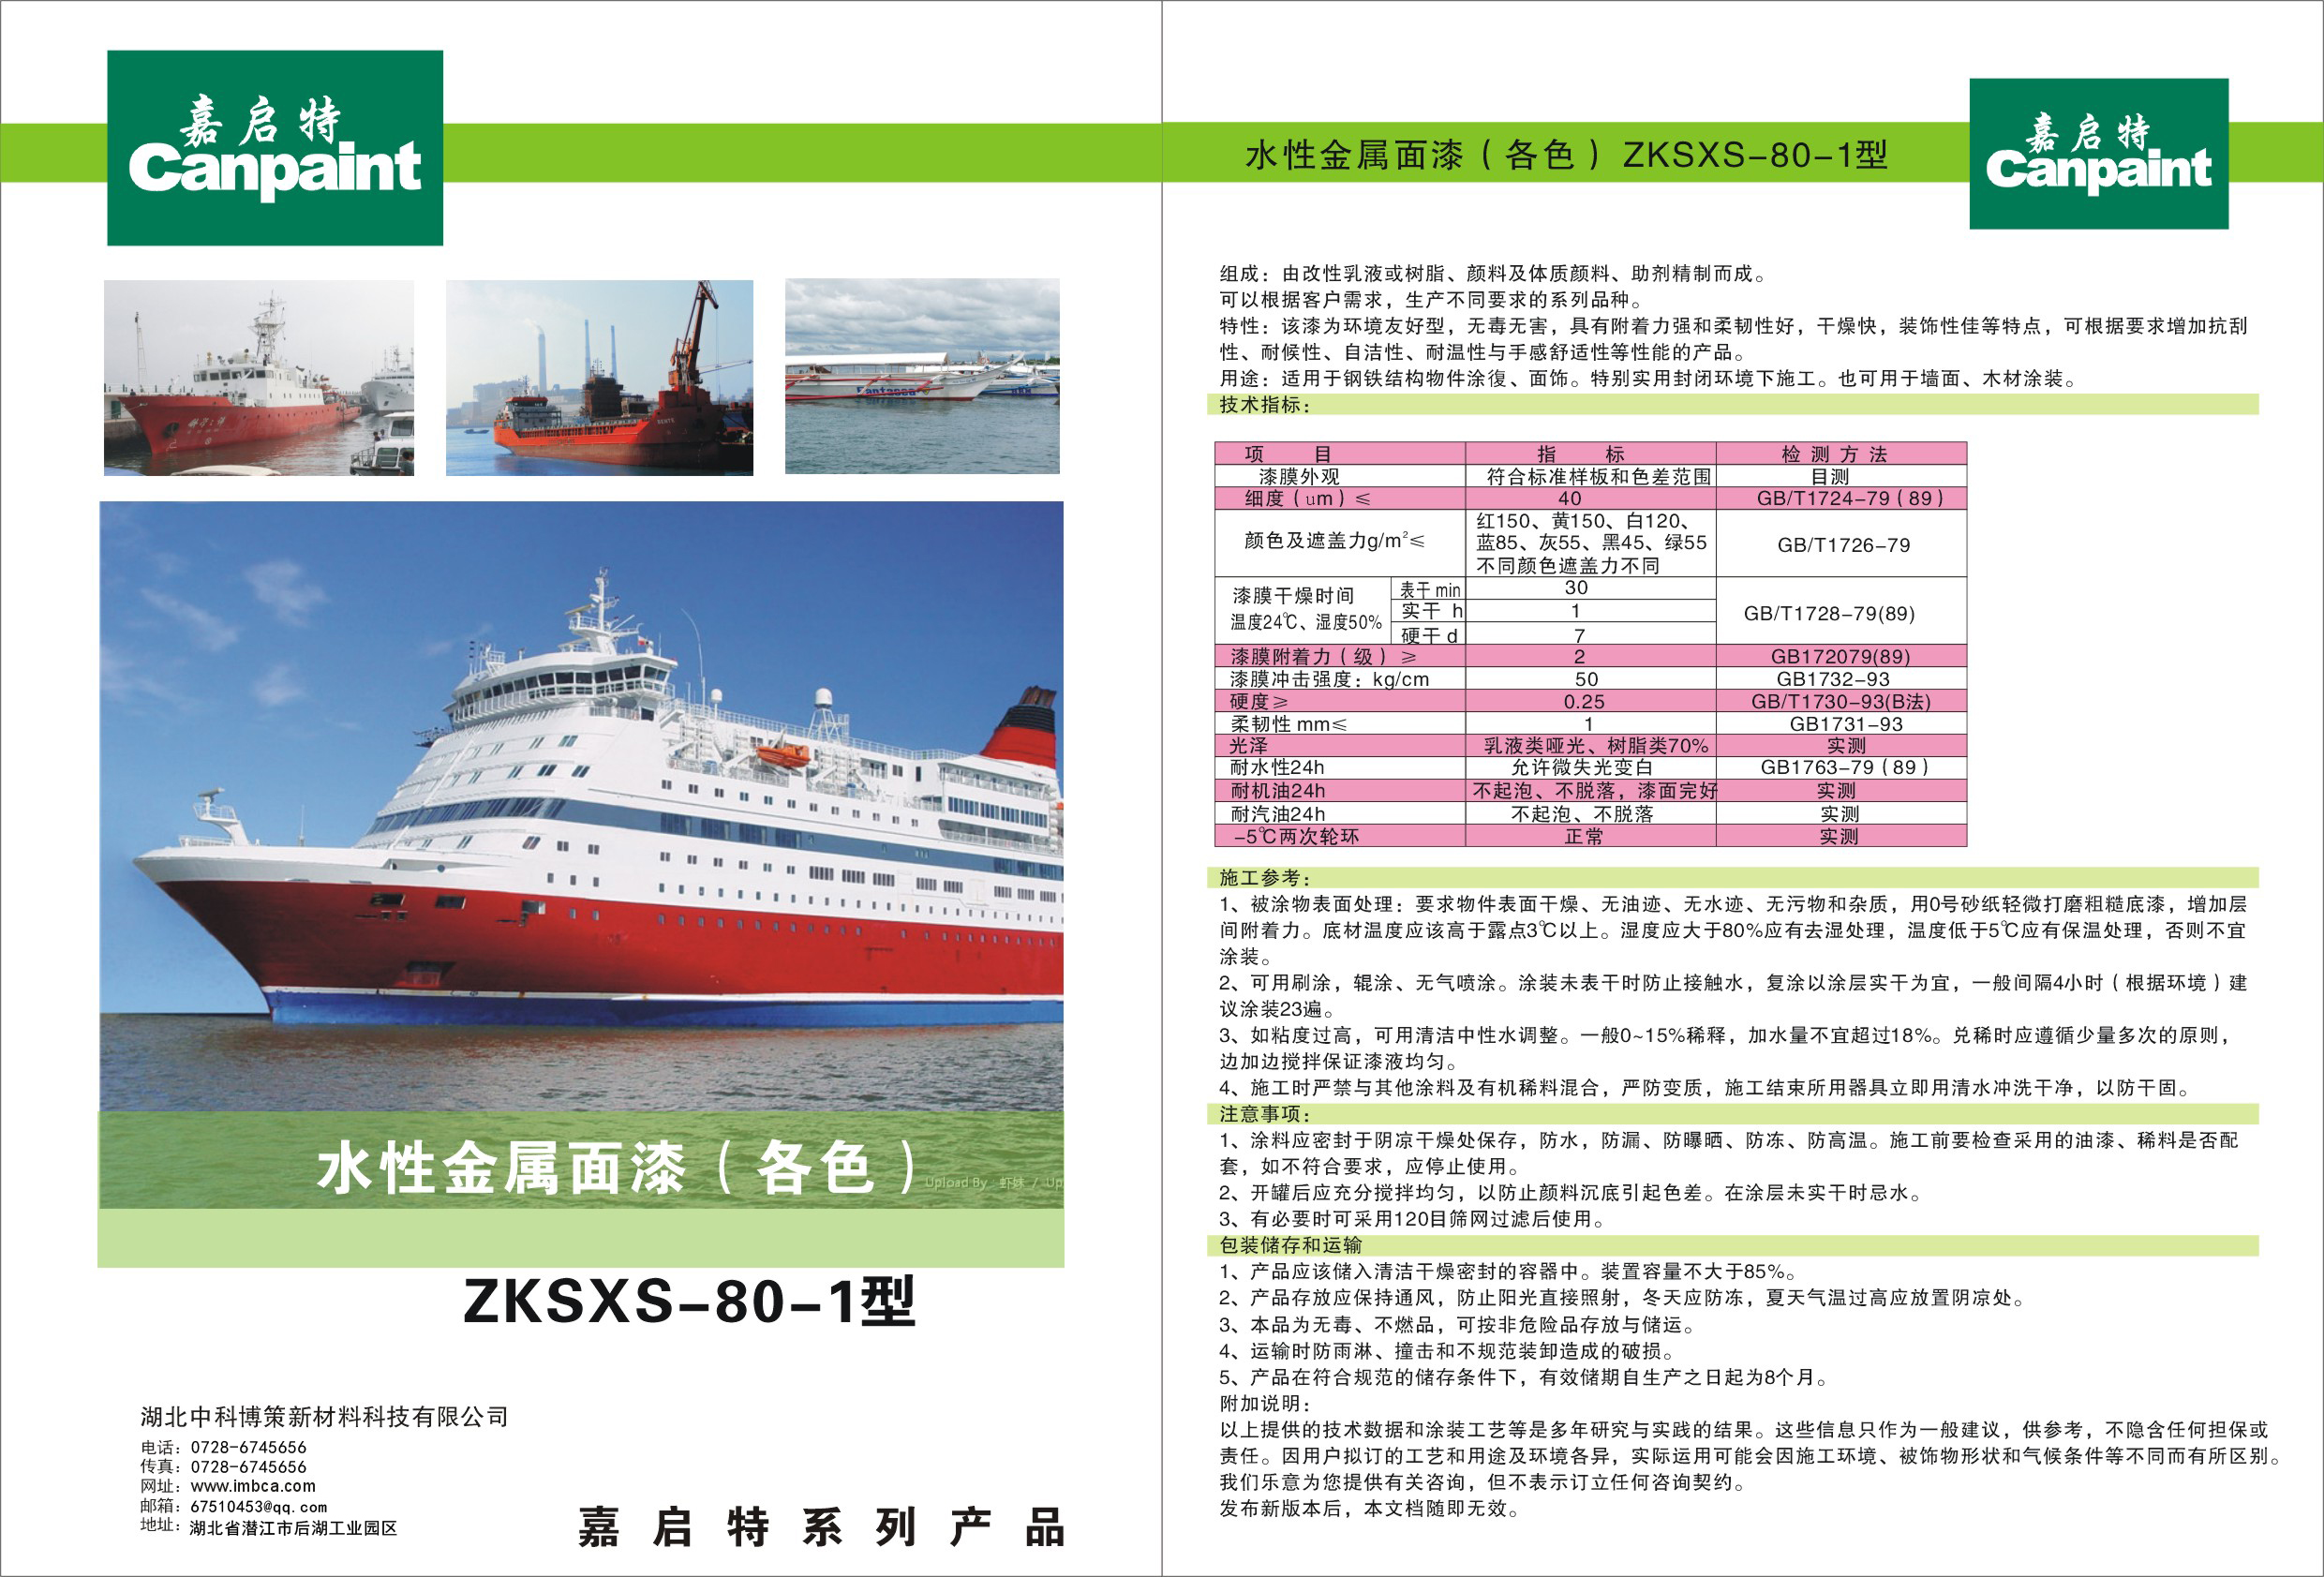 嘉启特
Canpaint
Fantasea
水性金属面漆（各色）
Upload By 虾妹 / Up
ZKSXS-80-1型
湖北中科博策新材料科技有限公司
电话：0728-6745656
传真：0728-6745656
网址：www.imbca.com
邮箱：67510453@qq.com
地址：湖北省潜江市后湖工业园区
嘉启特系列产品
水性金属面漆（各色）ZKSXS-80-1型
嘉启特
Canpaint
组成：由改性乳液或树脂、颜料及体质颜料、助剂精制而成。
可以根据客户需求，生产不同要求的系列品种。
特性：该漆为环境友好型，无毒无害，具有附着力强和柔韧性好，干燥快，装饰性佳等特点，可根据要求增加抗刮
性、耐候性、自洁性、耐温性与手感舒适性等性能的产品。
用途：适用于钢铁结构物件涂復、面饰。特别实用封闭环境下施工。也可用于墙面、木材涂装。
技术指标：
项 目 指 标 检测方法
漆膜外观 符合标准样板和色差范围 目测
细度（um）≤ 40 GB/T1724-79（89）
颜色及遮盖力g/m²≤ 红150、黄150、白120、
蓝85、灰55、黑45、绿55
不同颜色遮盖力不同 GB/T1726-79
漆膜干燥时间
温度24℃、湿度50% 表干 min 30
实干 h 1
硬干 d 7
GB/T1728-79(89)
漆膜附着力（级）≥ 2 GB172079(89)
漆膜冲击强度：kg/cm 50 GB1732-93
硬度≥ 0.25 GB/T1730-93(B法)
柔韧性 mm≤ 1 GB1731-93
光泽 乳液类哑光、树脂类70% 实测
耐水性24h 允许微失光变白 GB1763-79（89）
耐机油24h 不起泡、不脱落，漆面完好 实测
耐汽油24h 不起泡、不脱落 实测
-5℃两次轮环 正常 实测
施工参考：
1、被涂物表面处理：要求物件表面干燥、无油迹、无水迹、无污物和杂质，用0号砂纸轻微打磨粗糙底漆，增加层
间附着力。底材温度应该高于露点3℃以上。湿度应大于80%应有去湿处理，温度低于5℃应有保温处理，否则不宜
涂装。
2、可用刷涂，辊涂、无气喷涂。涂装未表干时防止接触水，复涂以涂层实干为宜，一般间隔4小时（根据环境）建
议涂装23遍。
3、如粘度过高，可用清洁中性水调整。一般0~15%稀释，加水量不宜超过18%。兑稀时应遵循少量多次的原则，
边加边搅拌保证漆液均匀。
4、施工时严禁与其他涂料及有机稀料混合，严防变质，施工结束所用器具立即用清水冲洗干净，以防干固。
注意事项：
1、涂料应密封于阴凉干燥处保存，防水，防漏、防曝晒、防冻、防高温。施工前要检查采用的油漆、稀料是否配
套，如不符合要求，应停止使用。
2、开罐后应充分搅拌均匀，以防止颜料沉底引起色差。在涂层未实干时忌水。
3、有必要时可采用120目筛网过滤后使用。
包装储存和运输
1、产品应该储入清洁干燥密封的容器中。装置容量不大于85%。
2、产品存放应保持通风，防止阳光直接照射，冬天应防冻，夏天气温过高应放置阴凉处。
3、本品为无毒、不燃品，可按非危险品存放与储运。
4、运输时防雨淋、撞击和不规范装卸造成的破损。
5、产品在符合规范的储存条件下，有效储期自生产之日起为8个月。
附加说明：
以上提供的技术数据和涂装工艺等是多年研究与实践的结果。这些信息只作为一般建议，供参考，不隐含任何担保或
责任。因用户拟订的工艺和用途及环境各异，实际运用可能会因施工环境、被饰物形状和气候条件等不同而有所区别。
我们乐意为您提供有关咨询，但不表示订立任何咨询契约。
发布新版本后，本文档随即无效。